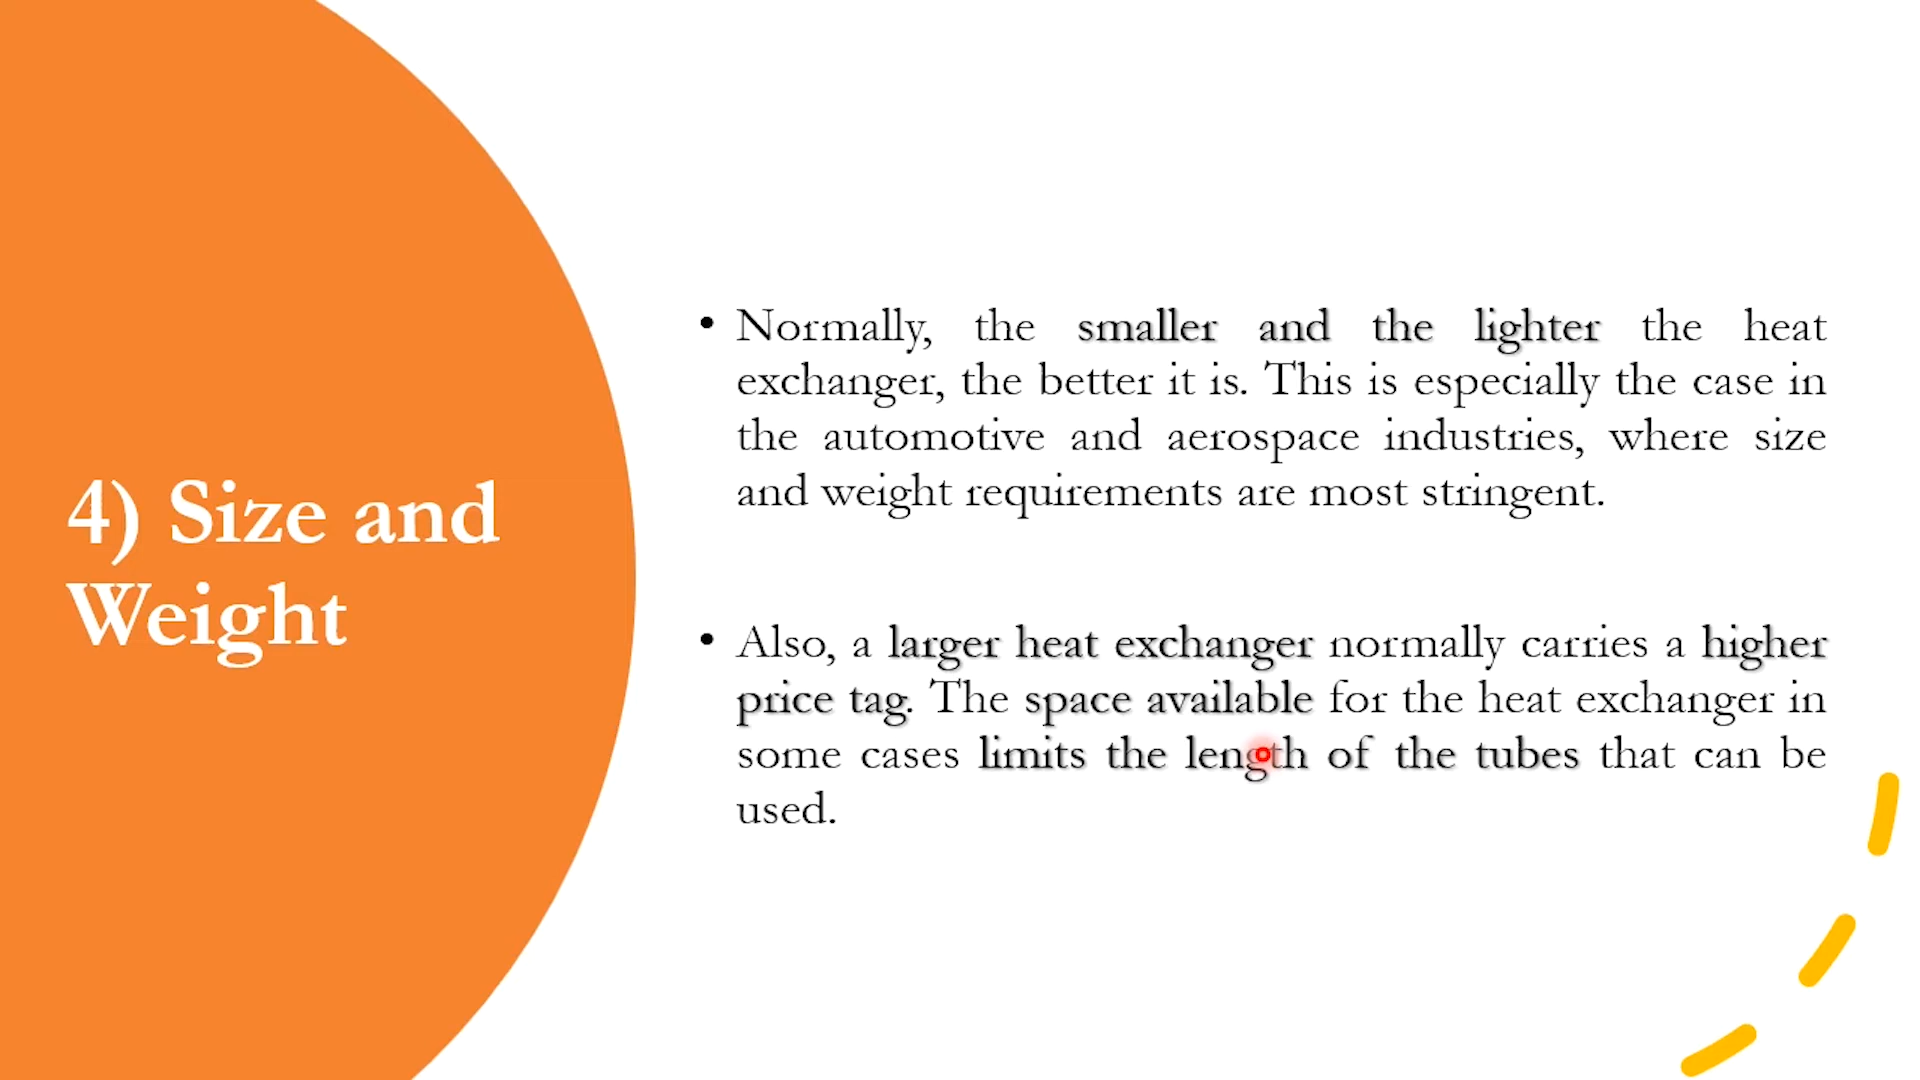 4) Size and
Weight
• Normally, the smaller and the lighter the heat
exchanger, the better it is. This is especially the case in
the automotive and aerospace industries, where size
and weight requirements are most stringent.
• Also, a larger heat exchanger normally carries a higher
price tag. The space available for the heat exchanger in
some cases limits the length of the tubes that can be
used.